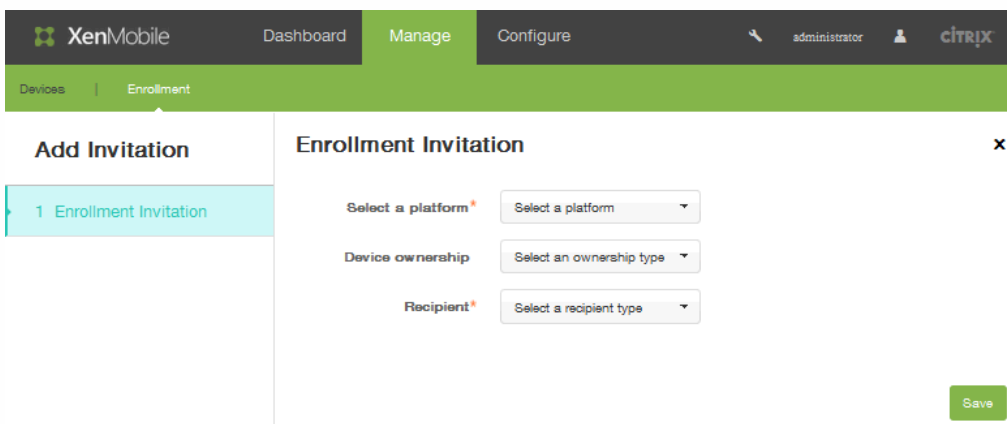 XenMobile Dashboard Manage Configure administrator CITRIX
Devices | Enrollment
Add Invitation
1 Enrollment Invitation
Enrollment Invitation x
Select a platform* Select a platform
Device ownership Select an ownership type
Recipient* Select a recipient type
Save